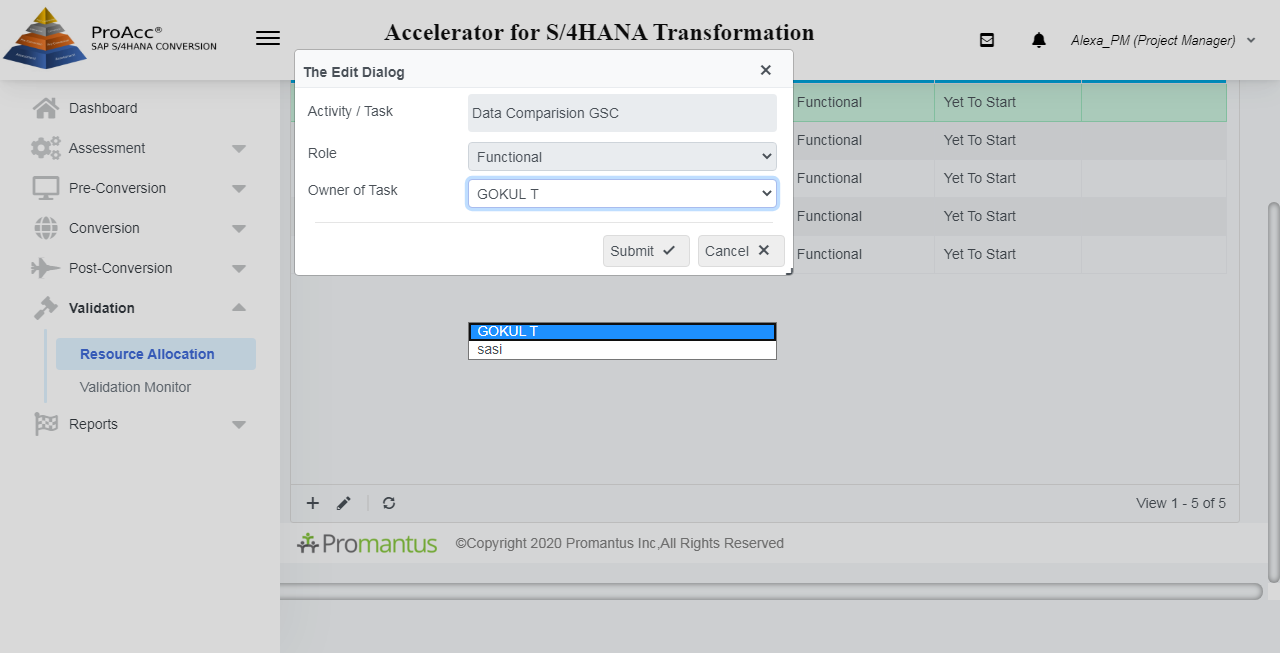 ProAcc®
SAP S/4HANA CONVERSION
Accelerator for S/4HANA Transformation
Alexa_PM (Project Manager)
Dashboard
Assessment
Pre-Conversion
Conversion
Post-Conversion
Validation
Resource Allocation
Validation Monitor
Reports
The Edit Dialog
Activity / Task
Data Comparision GSC
Role
Functional
Owner of Task
GOKUL T
Submit
Cancel
GOKUL T
sasi
Functional Yet To Start
Functional Yet To Start
Functional Yet To Start
Functional Yet To Start
Functional Yet To Start
View 1 - 5 of 5
Promantus ©Copyright 2020 Promantus Inc,All Rights Reserved